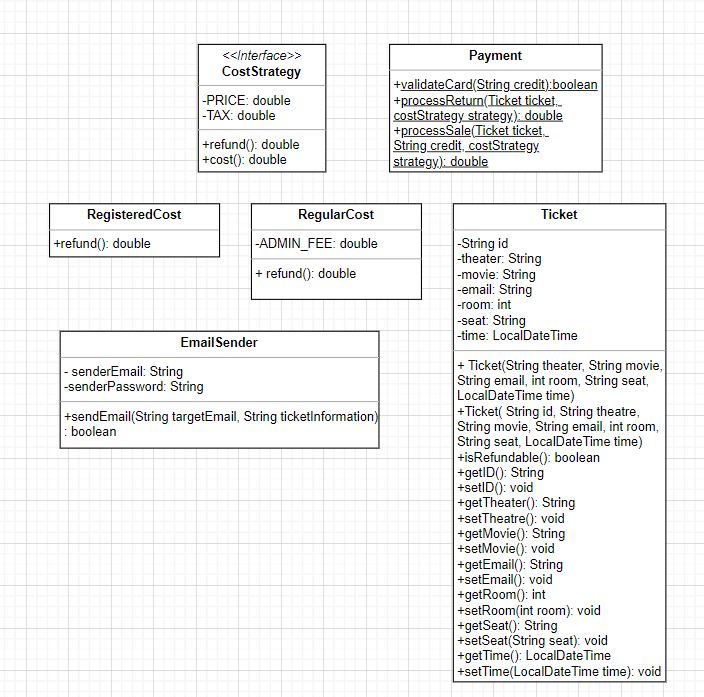 <<Interface>>
CostStrategy
-PRICE: double
-TAX: double
+refund(): double
+cost(): double
Payment
+validateCard(String credit):boolean
+processReturn(Ticket ticket,
costStrategy strategy): double
+processSale(Ticket ticket,
String credit, costStrategy
strategy): double
RegisteredCost
+refund(): double
RegularCost
-ADMIN_FEE: double
+ refund(): double
Ticket
-String id
-theater: String
-movie: String
-email: String
-room: int
-seat: String
-time: LocalDateTime
+ Ticket(String theater, String movie,
String email, int room, String seat,
LocalDateTime time)
+Ticket( String id, String theatre,
String movie, String email, int room,
String seat, LocalDateTime time)
+isRefundable(): boolean
+getID(): String
+setID(): void
+getTheater(): String
+setTheatre(): void
+getMovie(): String
+setMovie(): void
+getEmail(): String
+setEmail(): void
+getRoom(): int
+setRoom(int room): void
+getSeat(): String
+setSeat(String seat): void
+getTime(): LocalDateTime
+setTime(LocalDateTime time): void
EmailSender
- senderEmail: String
-senderPassword: String
+sendEmail(String targetEmail, String ticketInformation)
: boolean